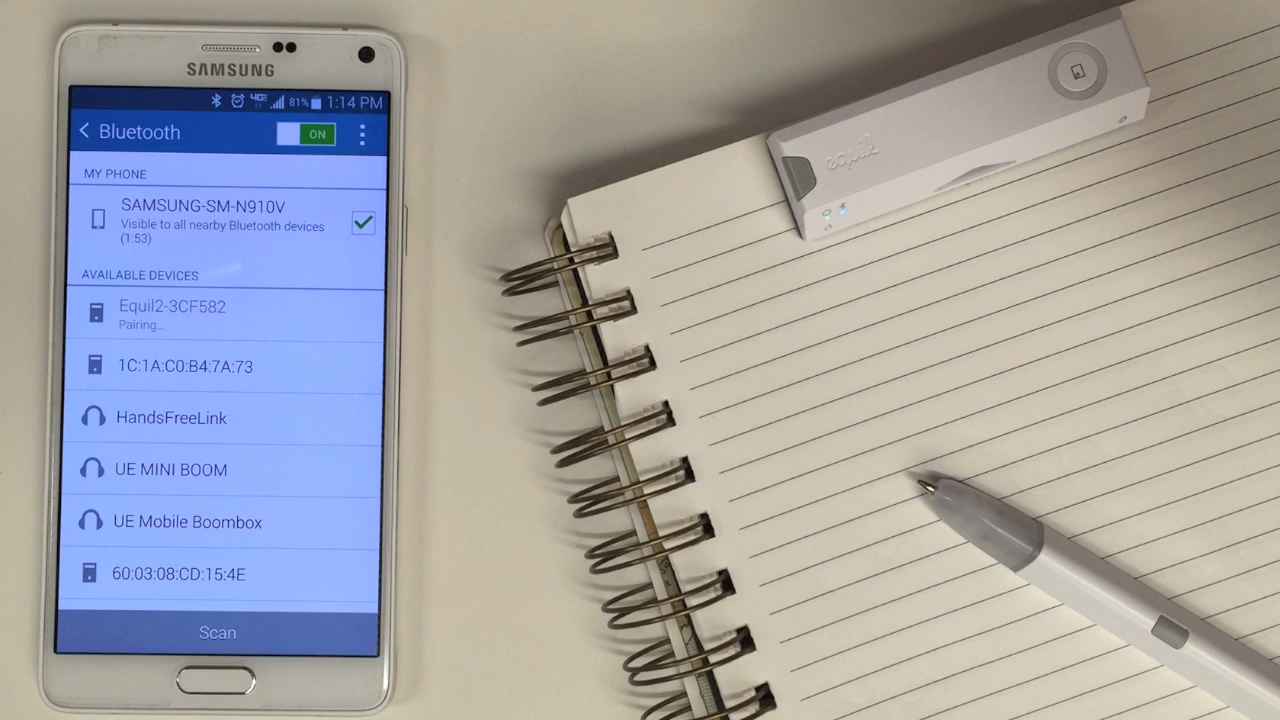 SAMSUNG
4G 81% 1:14 PM
Bluetooth ON
MY PHONE
SAMSUNG-SM-N910V
Visible to all nearby Bluetooth devices
(1:53)
AVAILABLE DEVICES
Equil2-3CF582
Pairing...
1C:1A:C0:B4:7A:73
HandsFreeLink
UE MINI BOOM
UE Mobile Boombox
60:03:08:CD:15:4E
Scan
equil